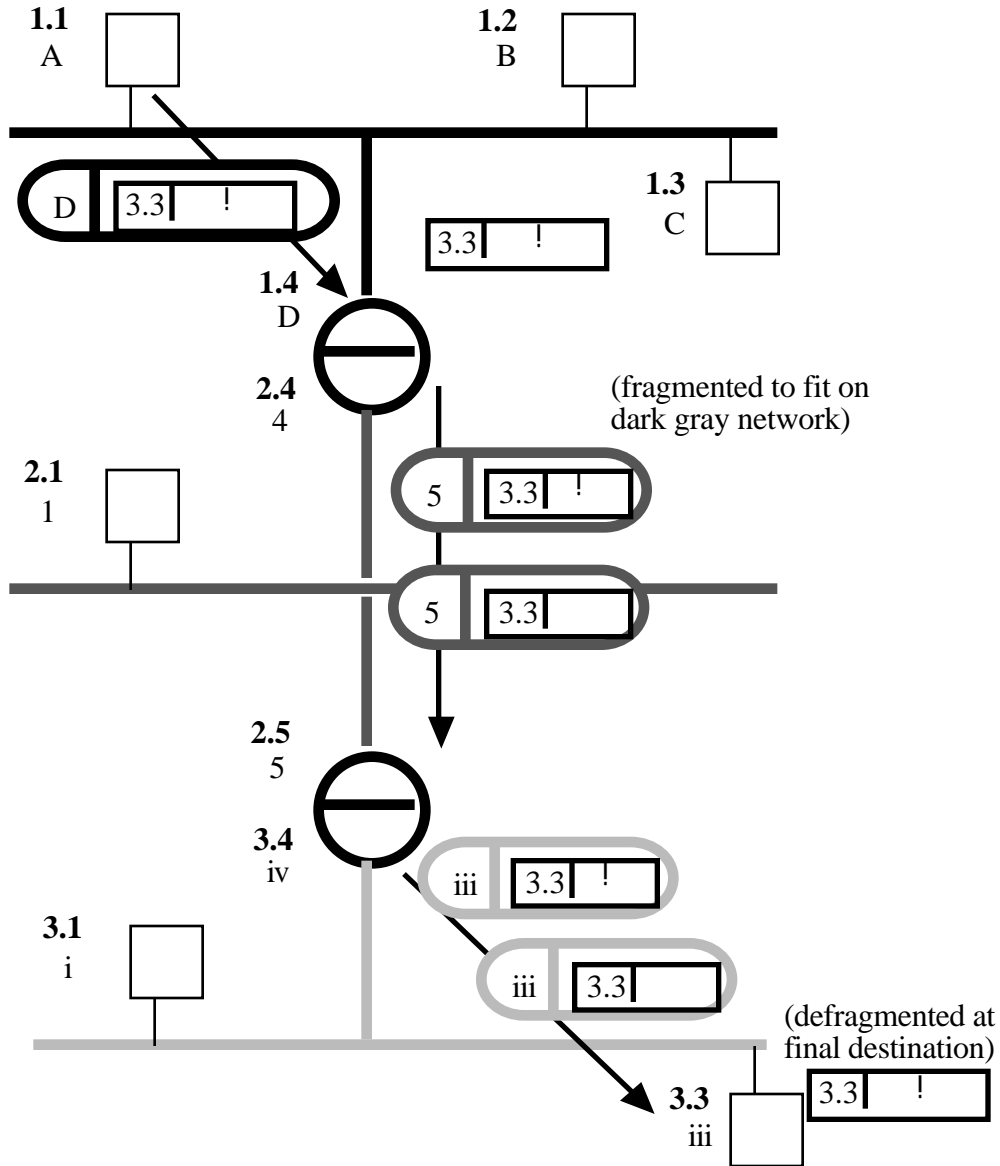 1.1
A
1.2
B
D 3.3 !
1.3
C
3.3 !
1.4
D
2.4
4
(fragmented to fit on
dark gray network)
2.1
1
5 3.3 !
5 3.3
2.5
5
3.4
iv
iii 3.3 !
3.1
i
iii 3.3
(defragmented at
final destination)
3.3 !
3.3
iii